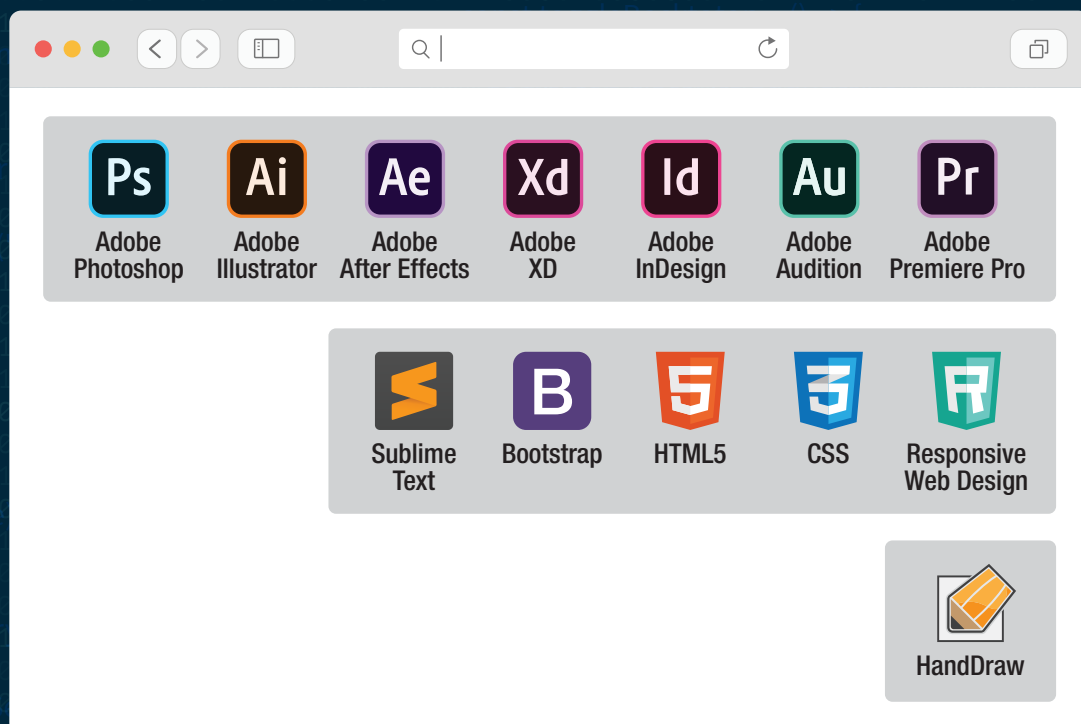 Ps Ai Ae Xd Id Au Pr
Adobe Adobe Adobe Adobe Adobe Adobe Adobe
Photoshop Illustrator After Effects XD InDesign Audition Premiere Pro
B 5 3 R
Sublime Bootstrap HTML5 CSS Responsive
Text Web Design
HandDraw